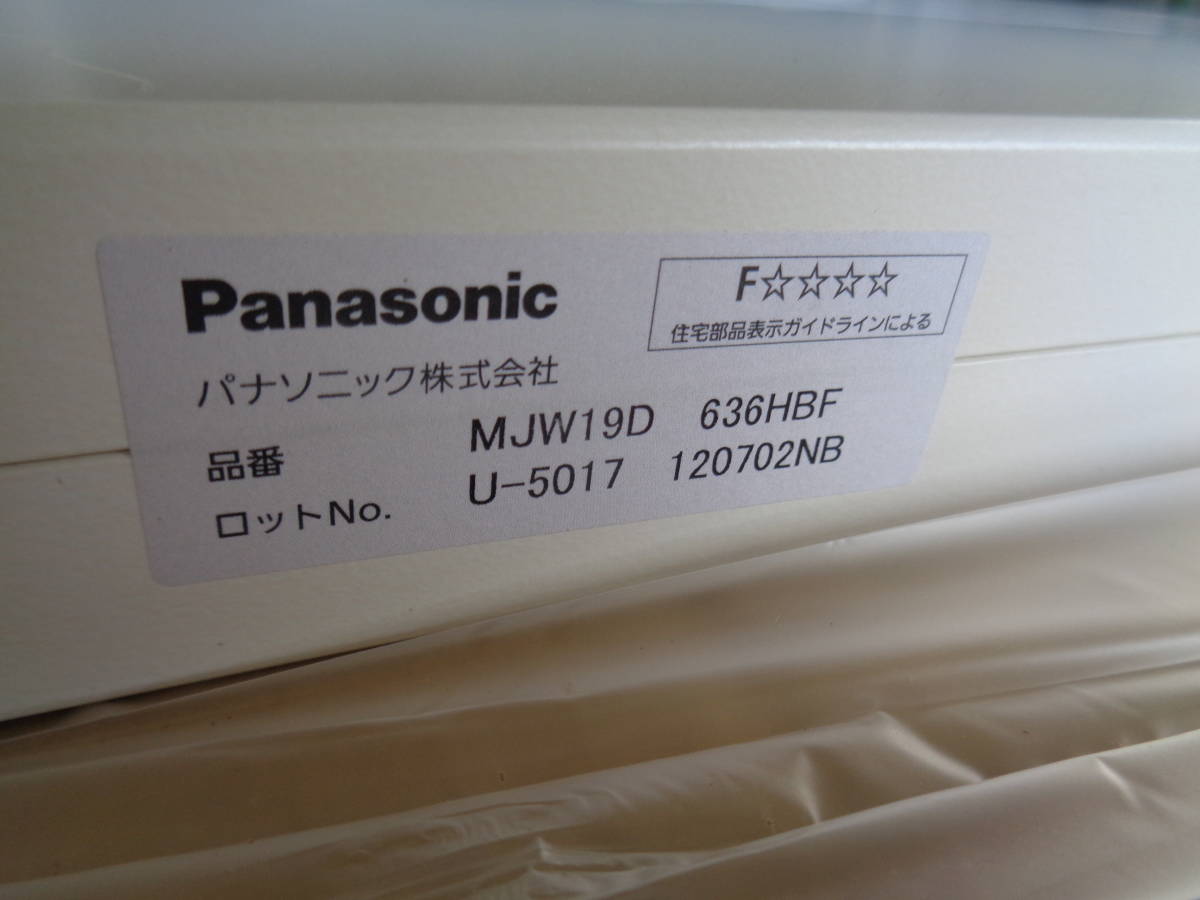 Panasonic
F☆☆☆☆
住宅部品表示ガイドラインによる
パナソニック株式会社
品番 MJW19D 636HBF
ロットNo. U-5017 120702NB